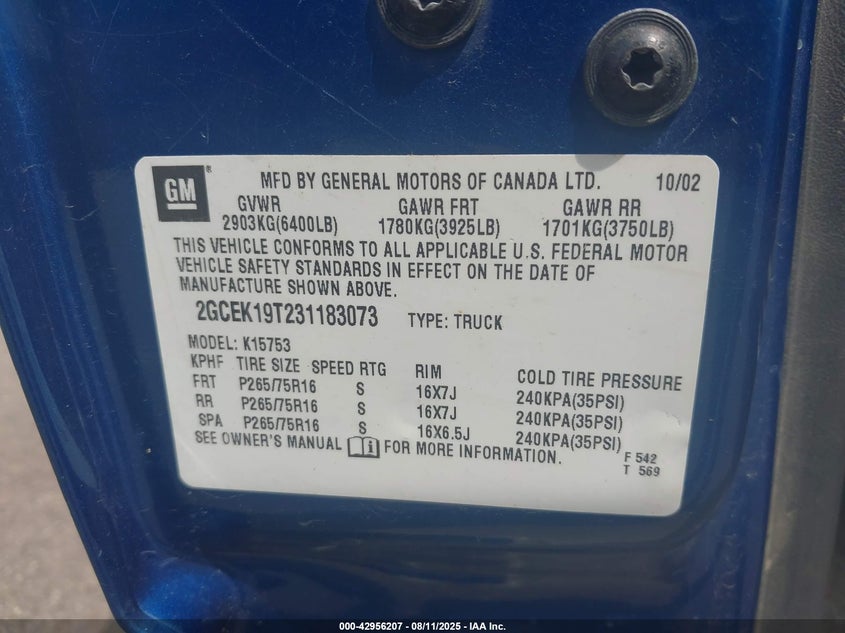 GM
MFD BY GENERAL MOTORS OF CANADA LTD. 10/02
GVWR GAWR FRT GAWR RR
2903KG(6400LB) 1780KG(3925LB) 1701KG(3750LB)
THIS VEHICLE CONFORMS TO ALL APPLICABLE U.S. FEDERAL MOTOR
VEHICLE SAFETY STANDARDS IN EFFECT ON THE DATE OF
MANUFACTURE SHOWN ABOVE.
2GCEK19T231183073 TYPE: TRUCK
MODEL: K15753
KPHF TIRE SIZE SPEED RTG RIM COLD TIRE PRESSURE
FRT P265/75R16 S 16X7J 240KPA(35PSI)
RR P265/75R16 S 16X7J 240KPA(35PSI)
SPA P265/75R16 S 16X6.5J 240KPA(35PSI)
SEE OWNER'S MANUAL FOR MORE INFORMATION.
F 542
T 569
000-42956207 - 08/11/2025 - IAA Inc.